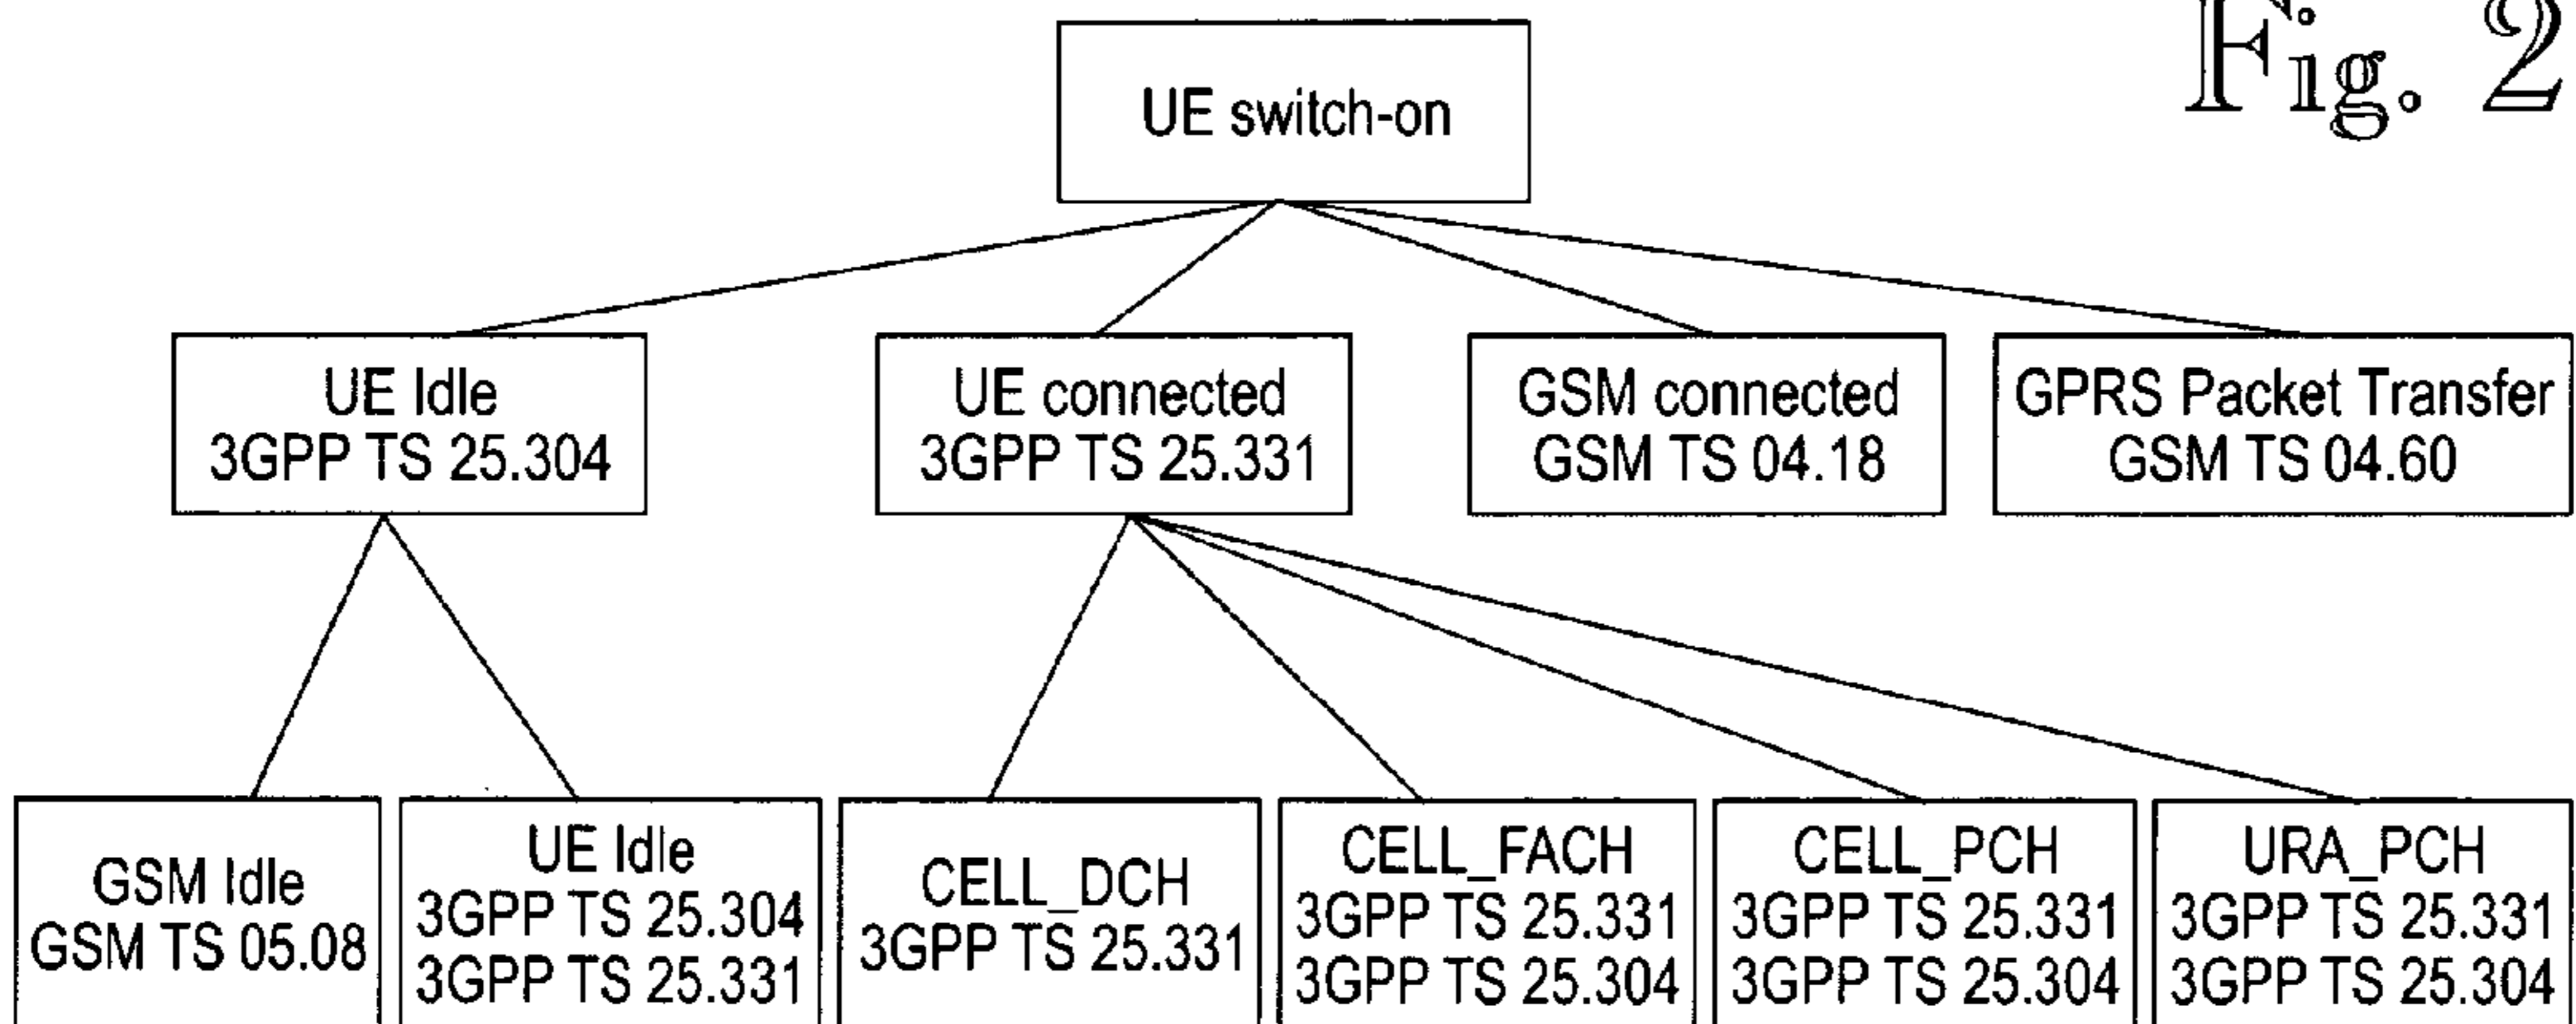 Fig. 2
UE switch-on
UE Idle
3GPP TS 25.304
UE connected
3GPP TS 25.331
GSM connected
GSM TS 04.18
GPRS Packet Transfer
GSM TS 04.60
GSM Idle
GSM TS 05.08
UE Idle
3GPP TS 25.304
3GPP TS 25.331
CELL_DCH
3GPP TS 25.331
CELL_FACH
3GPP TS 25.331
3GPP TS 25.304
CELL_PCH
3GPP TS 25.331
3GPP TS 25.304
URA_PCH
3GPP TS 25.331
3GPP TS 25.304